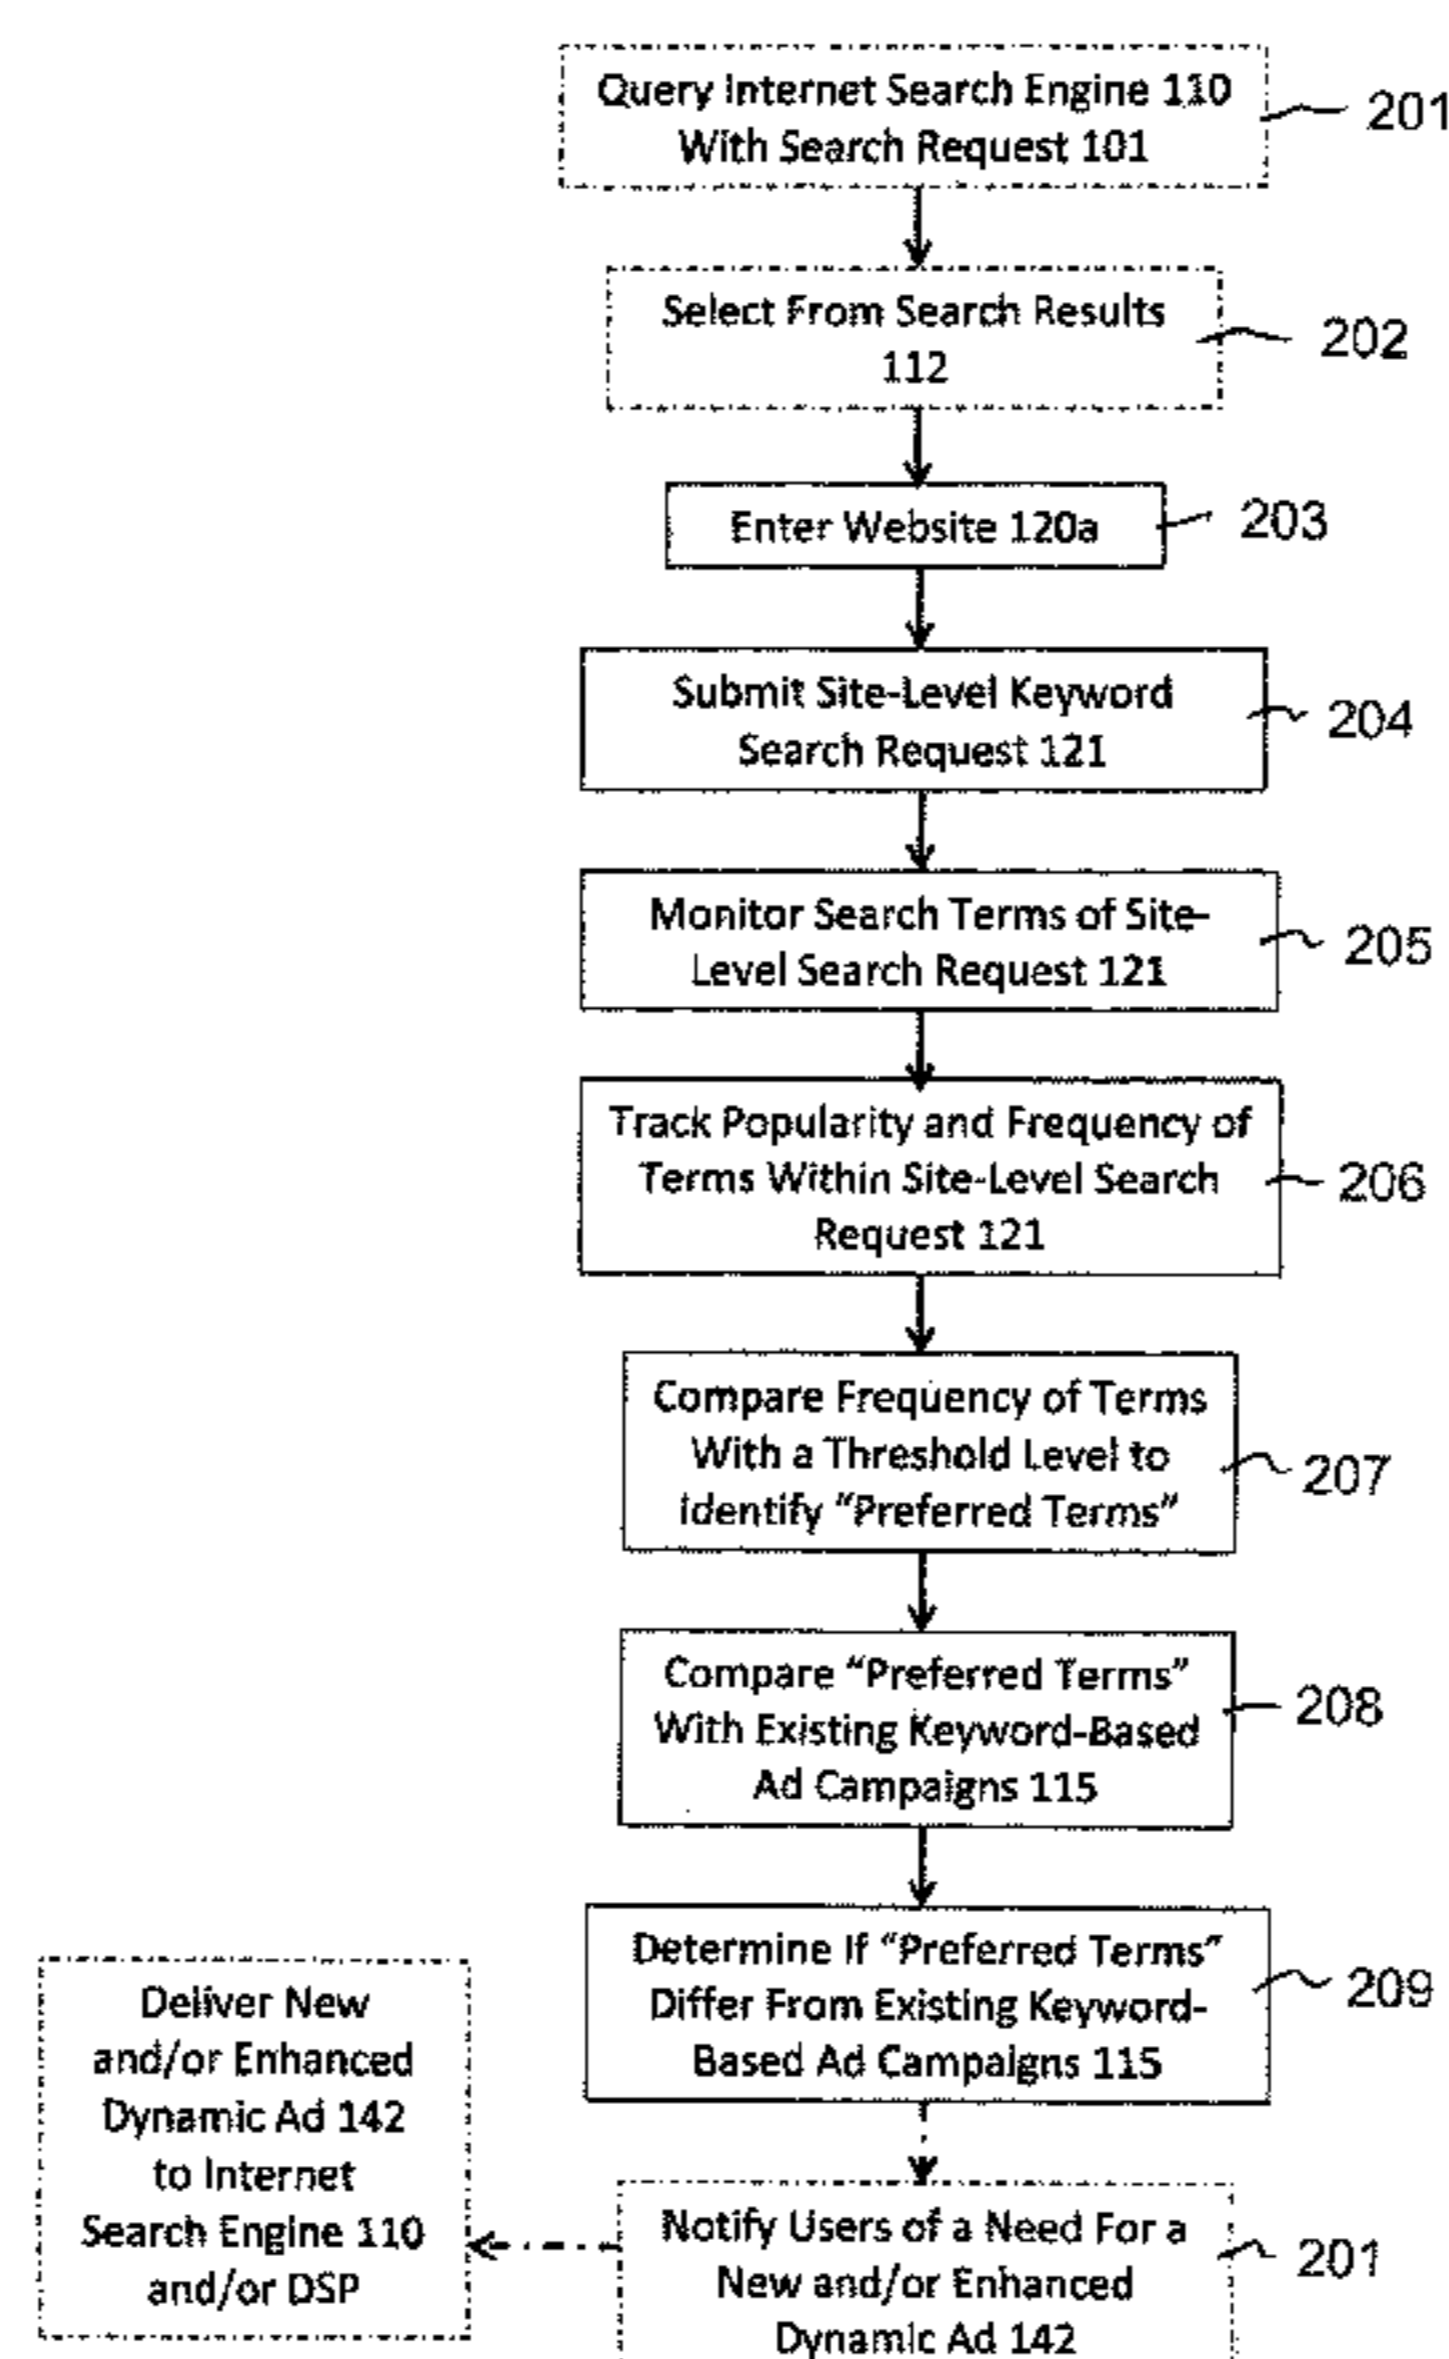 Query Internet Search Engine 110
With Search Request 101
201
Select From Search Results
112
202
Enter Website 120a
203
Submit Site-Level Keyword
Search Request 121
204
Monitor Search Terms of Site-
Level Search Request 121
205
Track Popularity and Frequency of
Terms Within Site-Level Search
Request 121
206
Compare Frequency of Terms
With a Threshold Level to
Identify “Preferred Terms”
207
Compare “Preferred Terms”
With Existing Keyword-Based
Ad Campaigns 115
208
Determine If “Preferred Terms”
Differ From Existing Keyword-
Based Ad Campaigns 115
209
Notify Users of a Need For a
New and/or Enhanced
Dynamic Ad 142
201
Deliver New
and/or Enhanced
Dynamic Ad 142
to Internet
Search Engine 110
and/or DSP